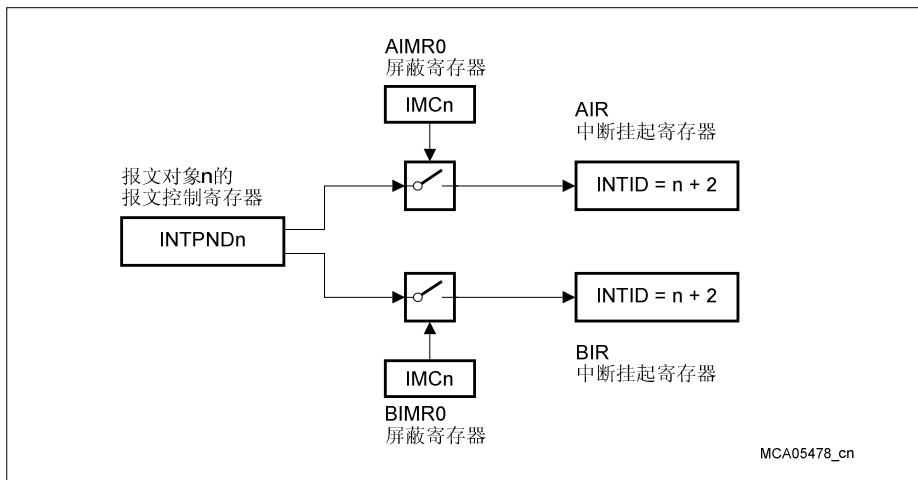 AIMR0
屏蔽寄存器
IMCn
AIR
中断挂起寄存器
INTID = n + 2
报文对象n的
报文控制寄存器
INTPNDn
INTID = n + 2
BIR
中断挂起寄存器
IMCn
BIMR0
屏蔽寄存器
MCA05478_cn